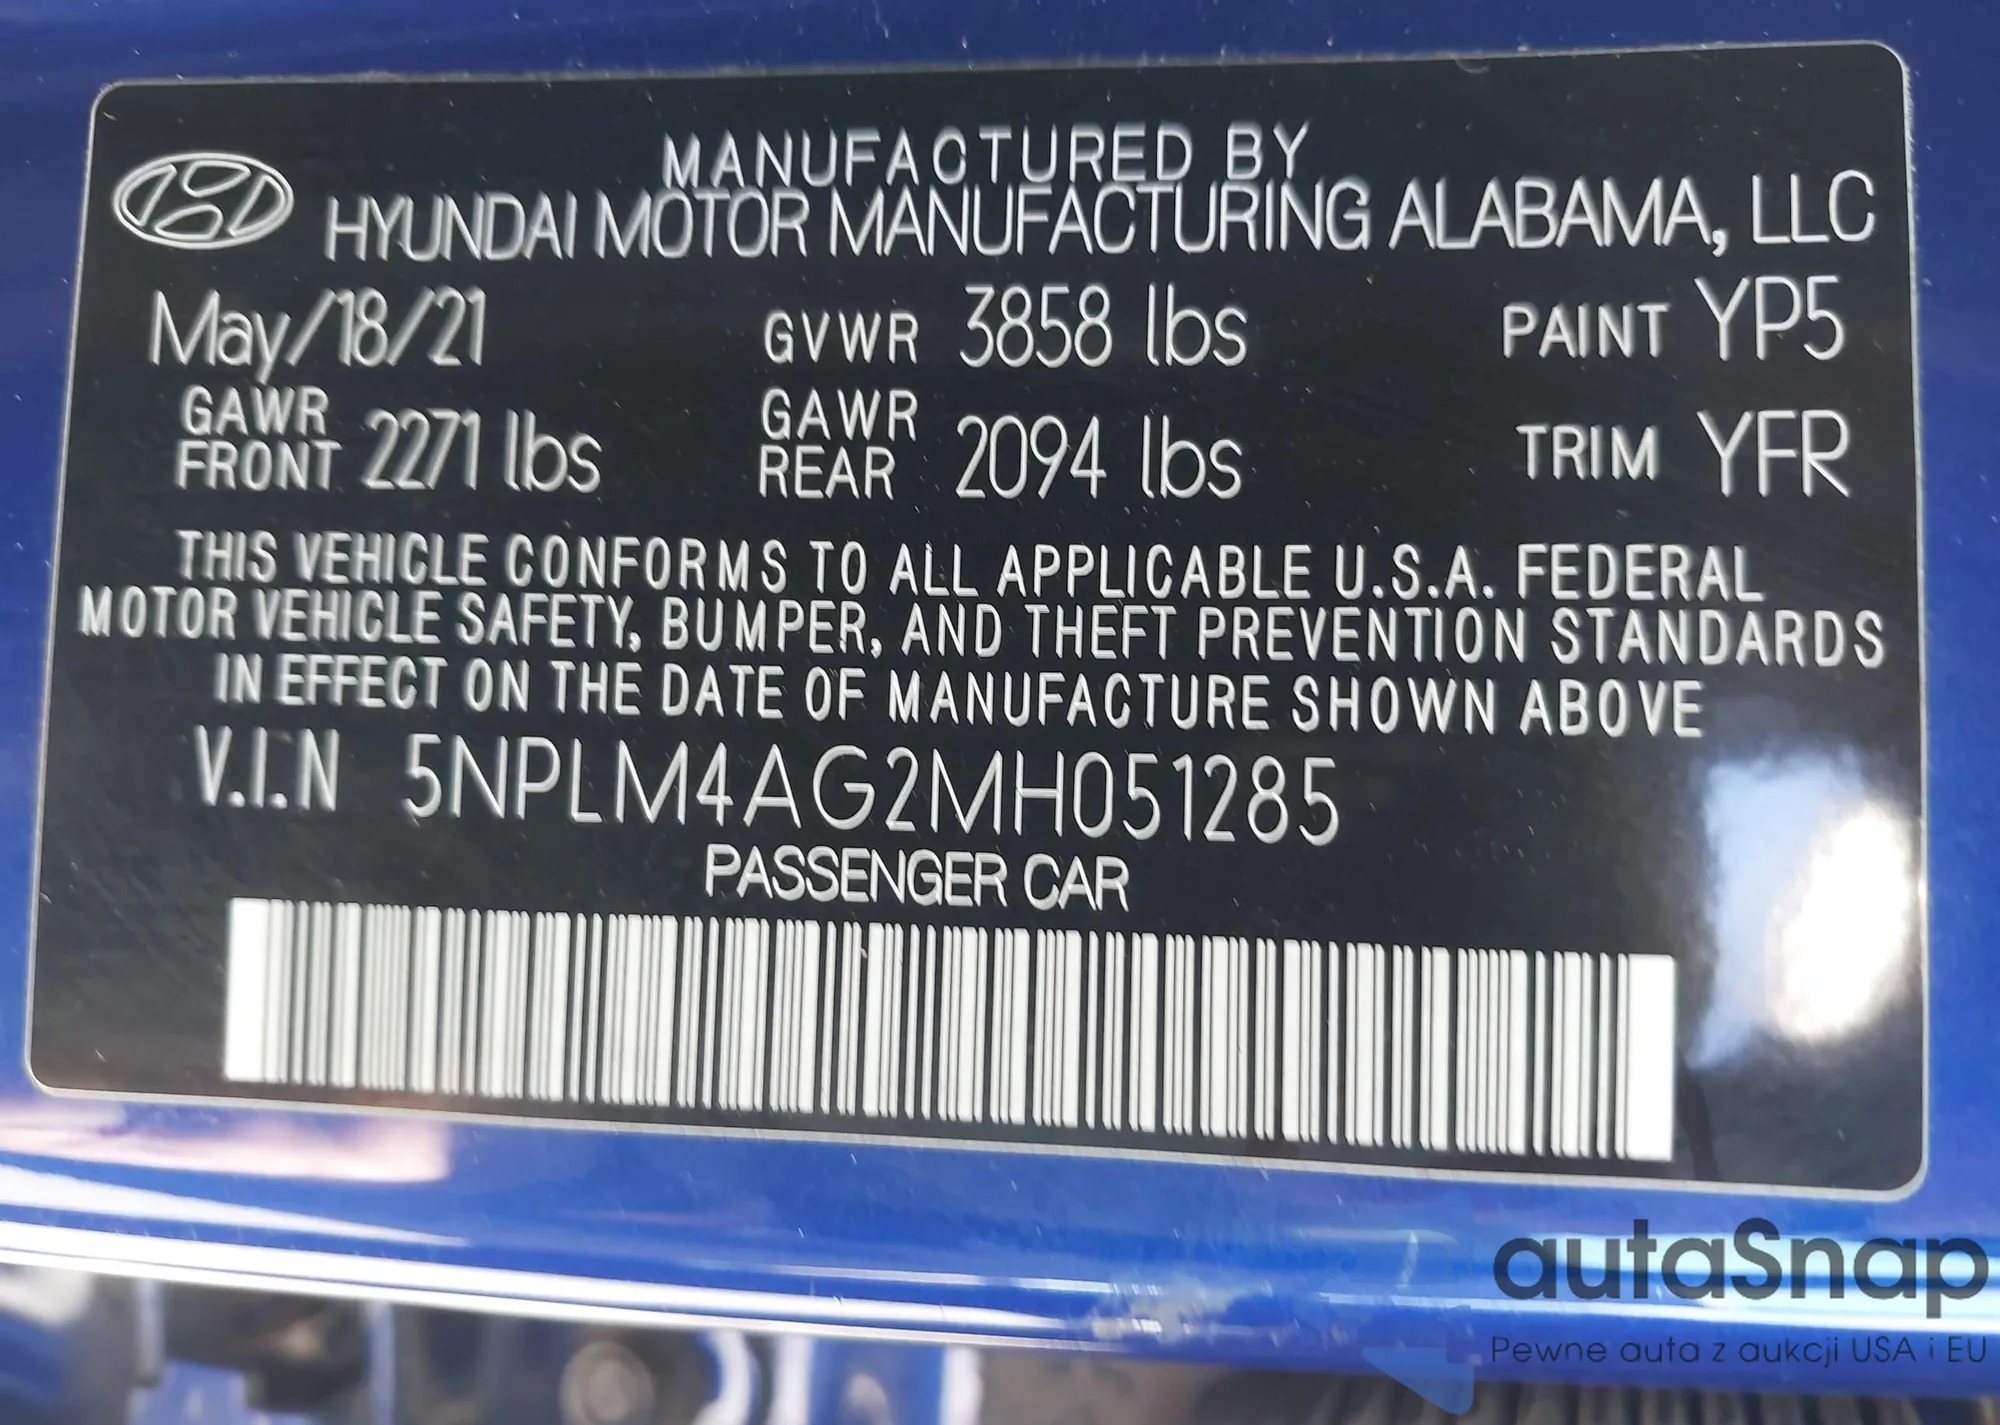 MANUFACTURED BY
HYUNDAI MOTOR MANUFACTURING ALABAMA, LLC
May/18/21 GVWR 3858 lbs PAINT YP5
GAWR FRONT 2271 lbs GAWR REAR 2094 lbs TRIM YFR
THIS VEHICLE CONFORMS TO ALL APPLICABLE U.S.A. FEDERAL
MOTOR VEHICLE SAFETY, BUMPER, AND THEFT PREVENTION STANDARDS
IN EFFECT ON THE DATE OF MANUFACTURE SHOWN ABOVE
V.I.N 5NPLM4AG2MH051285
PASSENGER CAR
autaSnap
Pewne auta z aukcji USA i EU